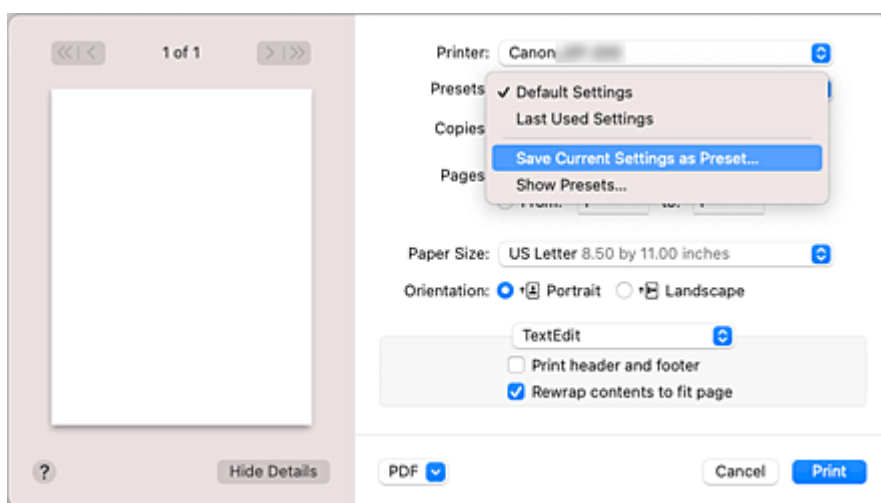 1 of 1
Printer: Canon
Presets
✓ Default Settings
Last Used Settings
Save Current Settings as Preset...
Show Presets...
Copies
Pages
Paper Size: US Letter 8.50 by 11.00 inches
Orientation: Portrait Landscape
TextEdit
Print header and footer
Rewrap contents to fit page
? Hide Details PDF Cancel Print